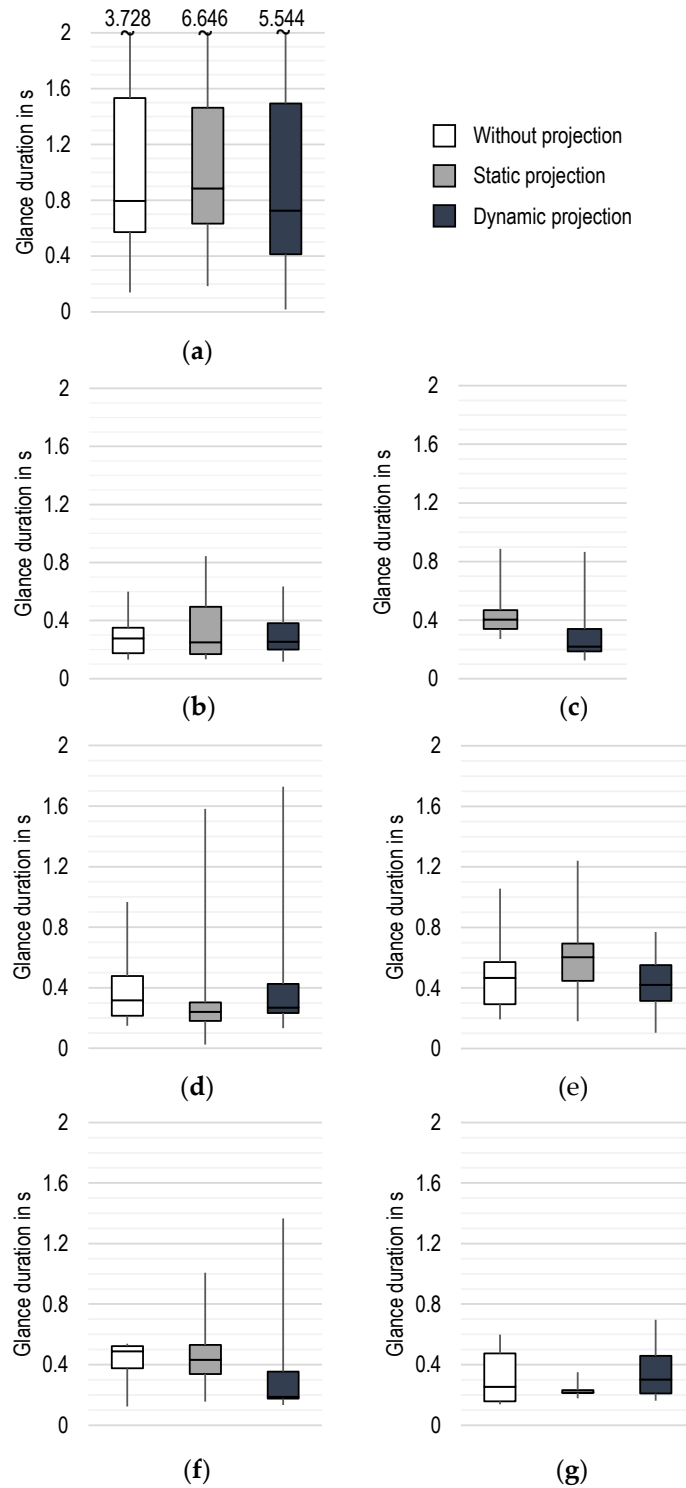 3.728 6.646 5.544
Glance duration in s
2
1.6
1.2
0.8
0.4
0
Without projection
Static projection
Dynamic projection
(a)
Glance duration in s
2
1.6
1.2
0.8
0.4
0
(b)
Glance duration in s
2
1.6
1.2
0.8
0.4
0
(c)
Glance duration in s
2
1.6
1.2
0.8
0.4
0
(d)
Glance duration in s
2
1.6
1.2
0.8
0.4
0
(e)
Glance duration in s
2
1.6
1.2
0.8
0.4
0
(f)
Glance duration in s
2
1.6
1.2
0.8
0.4
0
(g)